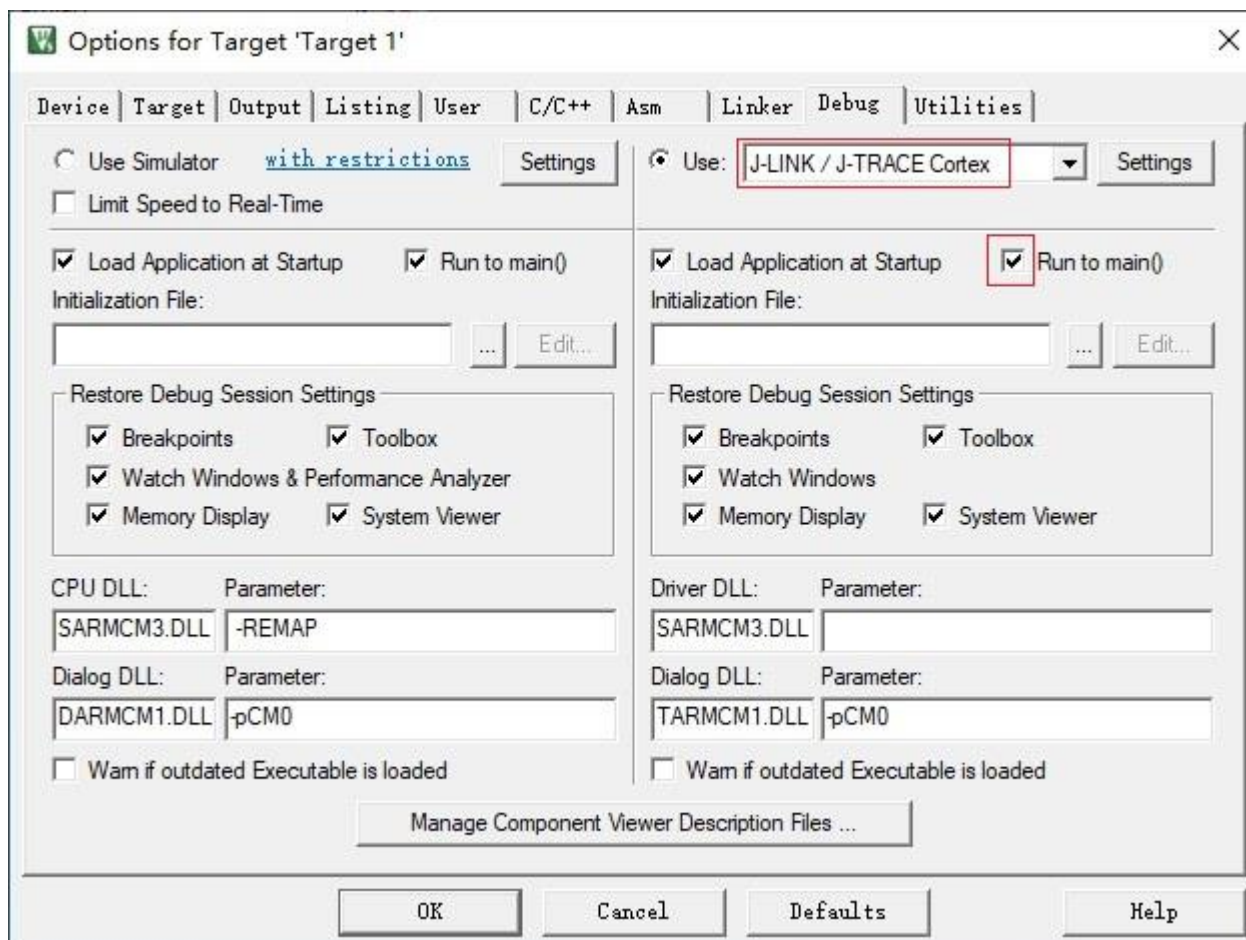 Options for Target 'Target 1'
Device Target Output Listing User C/C++ Asm Linker Debug Utilities
Use Simulator with restrictions Settings
Use: J-LINK / J-TRACE Cortex Settings
Limit Speed to Real-Time
Load Application at Startup Run to main()
Load Application at Startup Run to main()
Initialization File:
Initialization File:
... Edit...
... Edit...
Restore Debug Session Settings
Breakpoints Toolbox
Watch Windows & Performance Analyzer
Memory Display System Viewer
Restore Debug Session Settings
Breakpoints Toolbox
Watch Windows
Memory Display System Viewer
CPU DLL: Parameter:
SARMCM3.DLL -REMAP
Dialog DLL: Parameter:
DARMCM1.DLL -pCM0
Driver DLL: Parameter:
SARMCM3.DLL
Dialog DLL: Parameter:
TARMCM1.DLL -pCM0
Warn if outdated Executable is loaded
Warn if outdated Executable is loaded
Manage Component Viewer Description Files ...
OK Cancel Defaults Help